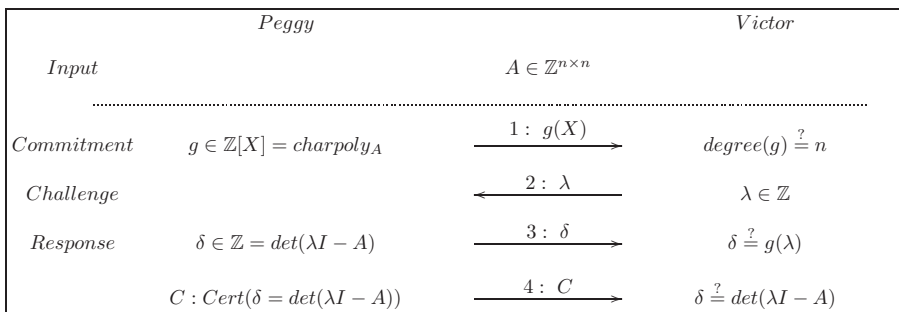 Peggy Victor
Input A ∈ ℤ^{n×n}
Commitment g ∈ ℤ[X] = charpoly_A 1 : g(X) degree(g) ≟ n
Challenge 2 : λ λ ∈ ℤ
Response δ ∈ ℤ = det(λI − A) 3 : δ δ ≟ g(λ)
C : Cert(δ = det(λI − A)) 4 : C δ ≟ det(λI − A)